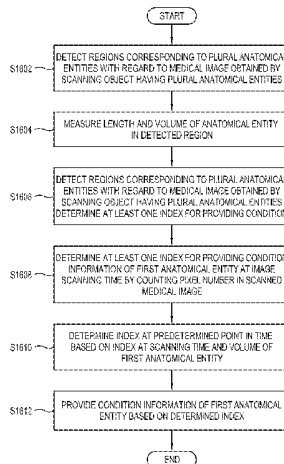 START
S1602
DETECT REGIONS CORRESPONDING TO PLURAL ANATOMICA
ENTITIES WITH REGARD TO MEDICAL IMAGE OBTAINED BY
SCANNING OBJECT HAVING PLURAL ANATOMICAL ENTITIES
S1604
MEASURE LENGTH AND VOLUME OF ANATOMICAL ENTITY
IN DETECTED REGION
S1606
DETECT REGIONS CORRESPONDING TO PLURAL ANATOMICA
ENTITIES WITH REGARD TO MEDICAL IMAGE OBTAINED BY
SCANNING OBJECT HAVING PLURAL ANATOMICAL ENTITIES
DETERMINE AT LEAST ONE INDEX FOR PROVIDING CONDITION
S1608
DETERMINE AT LEAST ONE INDEX FOR PROVIDING CONDITION
INFORMATION OF FIRST ANATOMICAL ENTITY AT IMAGE
SCANNING TIME BY COUNTING PIXEL NUMBER IN SCANNED
MEDICAL IMAGE
S1610
DETERMINE INDEX AT PREDETERMINED POINT IN TIME
BASED ON INDEX AT SCANNING TIME AND VOLUME OF
FIRST ANATOMICAL ENTITY
S1612
PROVIDE CONDITION INFORMATION OF FIRST ANATOMICAL
ENTITY BASED ON DETERMINED INDEX
END